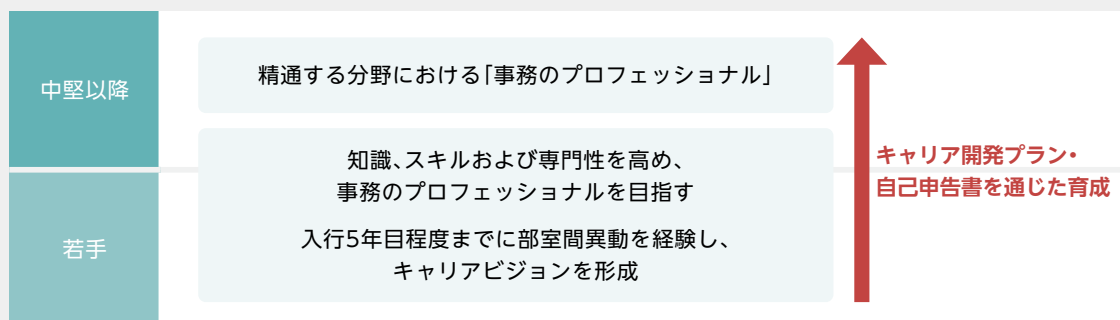 中堅以降
精通する分野における「事務のプロフェッショナル」
知識、スキルおよび専門性を高め、
事務のプロフェッショナルを目指す
キャリア開発プラン・
自己申告書を通じた育成
若手
入行5年目程度までに部室間異動を経験し、
キャリアビジョンを形成